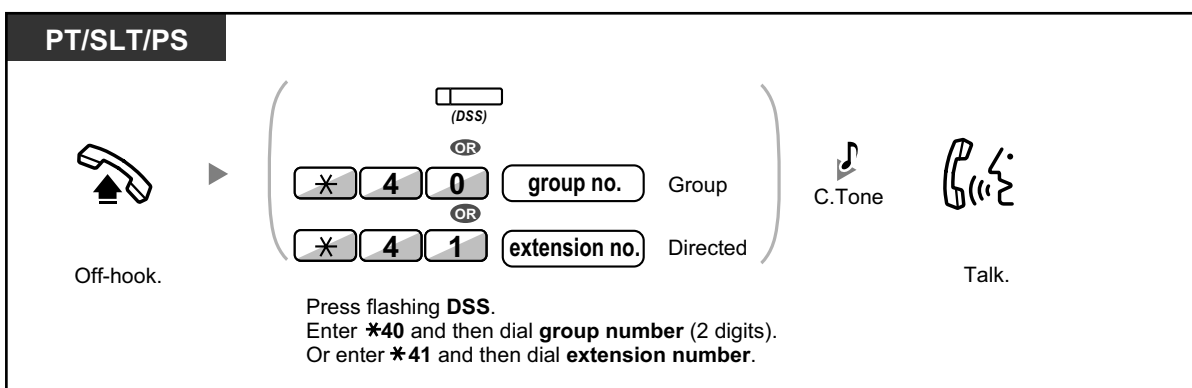 PT/SLT/PS
(DSS)
OR
* 4 0 group no. Group
OR
* 4 1 extension no. Directed
C.Tone
Off-hook.
Talk.
Press flashing DSS.
Enter *40 and then dial group number (2 digits).
Or enter *41 and then dial extension number.